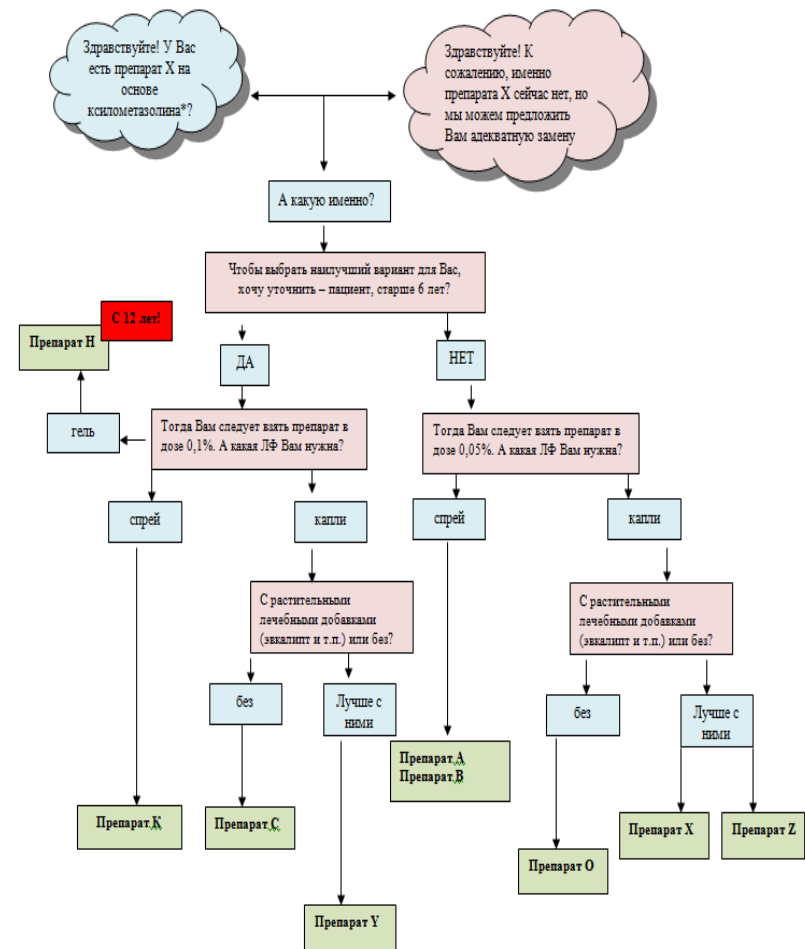 Здравствуйте! У Вас
есть препарат Х на
основе
ксилометазолина*?
Здравствуйте! К
сожалению, именно
препарата Х сейчас нет, но
мы можем предложить
Вам адекватную замену
А какую именно?
Чтобы выбрать наилучший вариант для Вас,
хочу уточнить – пациент, старше 6 лет?
С 12 лет!
Препарат Н
ДА
НЕТ
гель
Тогда Вам следует взять препарат в
дозе 0,1%. А какая ЛФ Вам нужна?
Тогда Вам следует взять препарат в
дозе 0,05%. А какая ЛФ Вам нужна?
спрей
капли
спрей
капли
С растительными
лечебными добавками
(эвкалипт и т.п.) или без?
С растительными
лечебными добавками
(эвкалипт и т.п.) или без?
без
Лучше с
ними
без
Лучше с
ними
Препарат А
Препарат В
Препарат К
Препарат С
Препарат Х
Препарат Z
Препарат О
Препарат Y